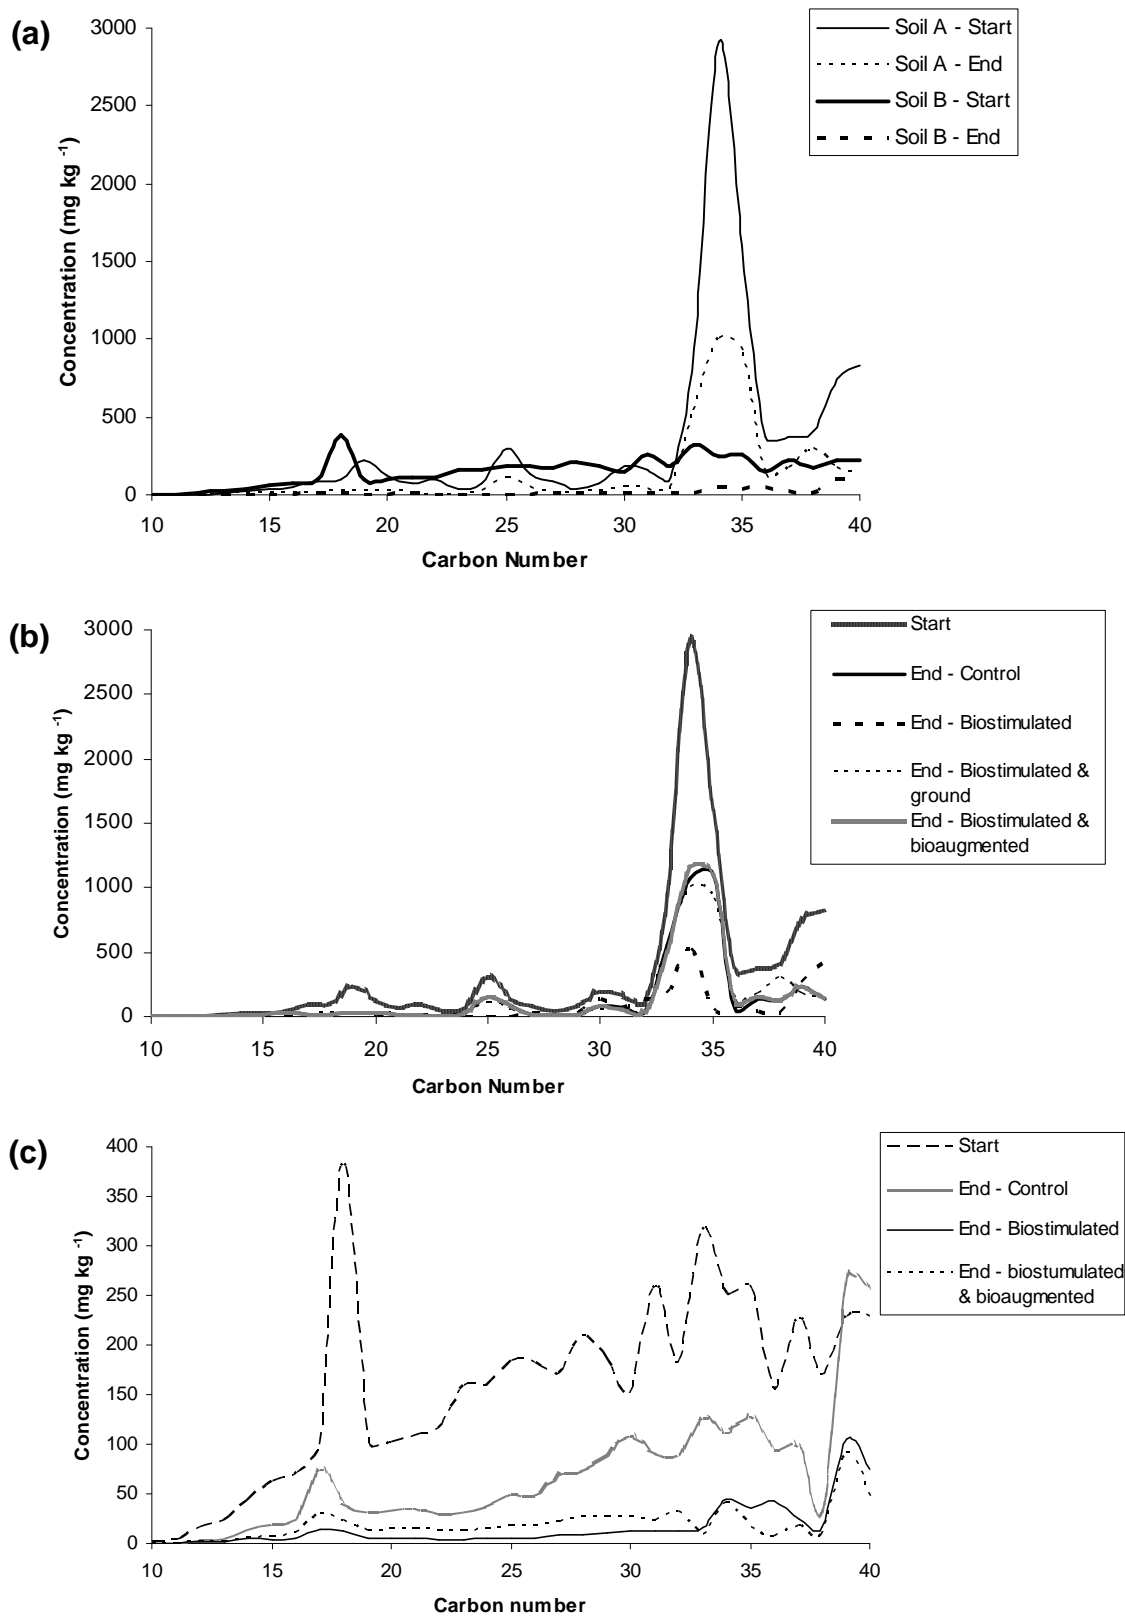 (a)
3000
2500
2000
1500
1000
500
0
Concentration (mg kg -1)
10 15 20 25 30 35 40
Carbon Number
Soil A - Start
Soil A - End
Soil B - Start
Soil B - End
(b)
3000
2500
2000
1500
1000
500
0
Concentration (mg kg -1)
10 15 20 25 30 35 40
Carbon Number
Start
End - Control
End - Biostimulated
End - Biostimulated &
ground
End - Biostimulated &
bioaugmented
(c)
400
350
300
250
200
150
100
50
0
Concentration (mg kg -1)
10 15 20 25 30 35 40
Carbon number
Start
End - Control
End - Biostimulated
End - biostumulated
& bioaugmented